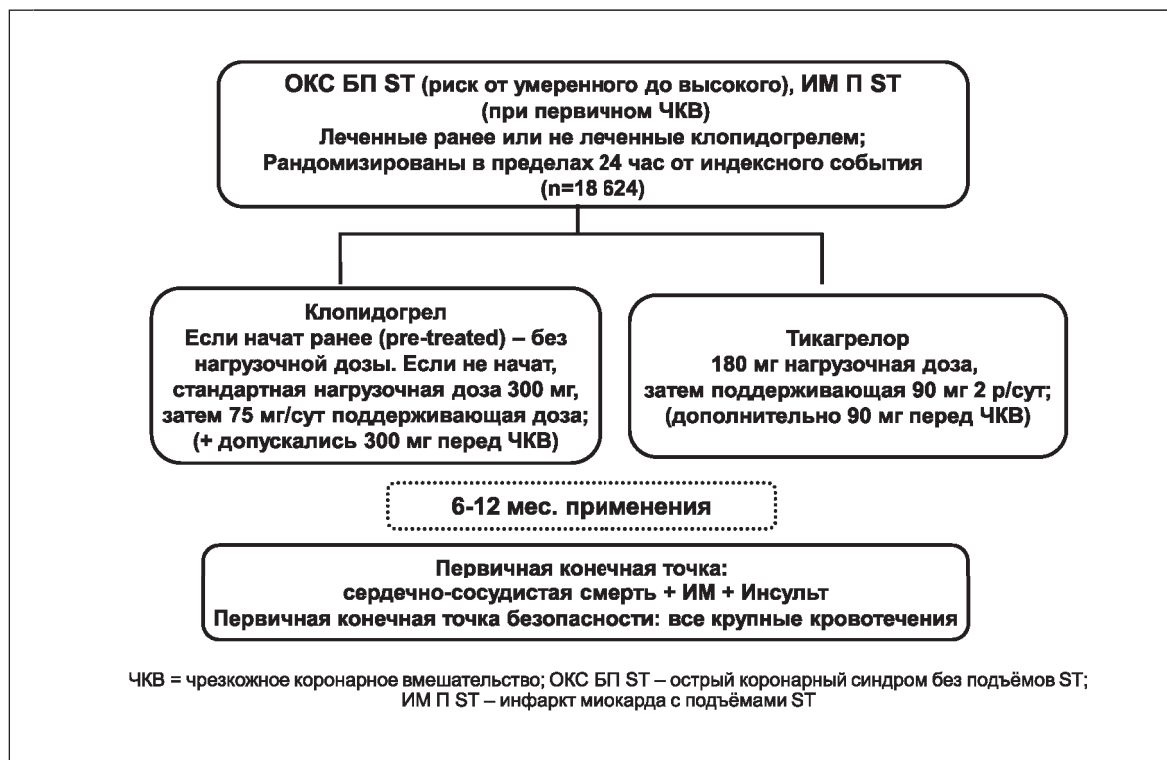 ОКС БП ST (риск от умеренного до высокого), ИМ П ST
(при первичном ЧКВ)
Леченные ранее или не леченные клопидогрелем;
Рандомизированы в пределах 24 час от индексного события
(n=18 624)
Клопидогрел
Если начат ранее (pre-treated) – без
нагрузочной дозы. Если не начат,
стандартная нагрузочная доза 300 мг,
затем 75 мг/сут поддерживающая доза;
(+ допускались 300 мг перед ЧКВ)
Тикагрелор
180 мг нагрузочная доза,
затем поддерживающая 90 мг 2 р/сут;
(дополнительно 90 мг перед ЧКВ)
6-12 мес. применения
Первичная конечная точка:
сердечно-сосудистая смерть + ИМ + Инсульт
Первичная конечная точка безопасности: все крупные кровотечения
ЧКВ = чрезкожное коронарное вмешательство; ОКС БП ST – острый коронарный синдром без подъёмов ST;
ИМ П ST – инфаркт миокарда с подъёмами ST